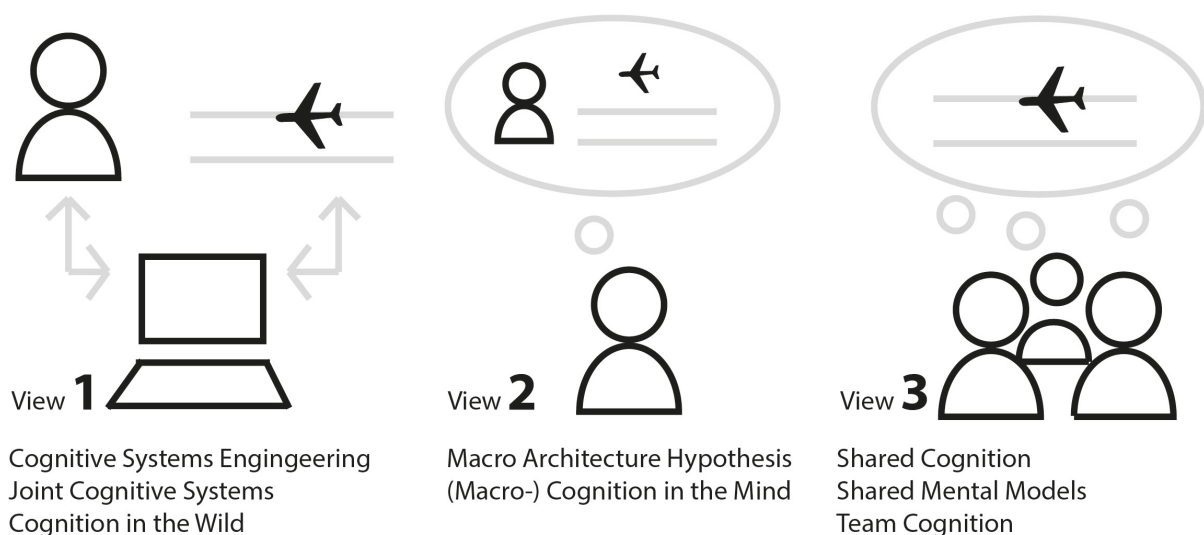 View 1
Cognitive Systems Engingeering
Joint Cognitive Systems
Cognition in the Wild
View 2
Macro Architecture Hypothesis
(Macro-) Cognition in the Mind
View 3
Shared Cognition
Shared Mental Models
Team Cognition